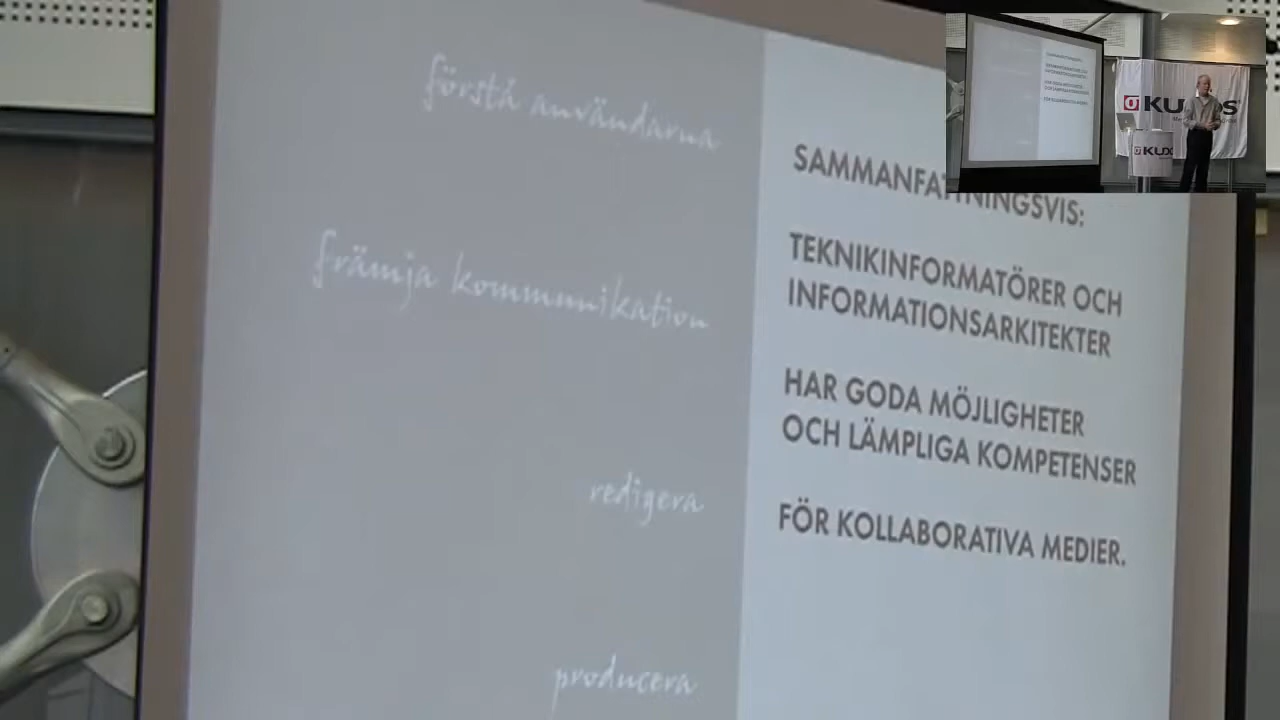 förstå användarna
främja kommunikation
redigera
producera
SAMMANFATTNINGSVIS:
TEKNIKINFORMATÖRER OCH
INFORMATIONSARKITEKTER
HAR GODA MÖJLIGHETER
OCH LÄMPLIGA KOMPETENSER
FÖR KOLLABORATIVA MEDIER.